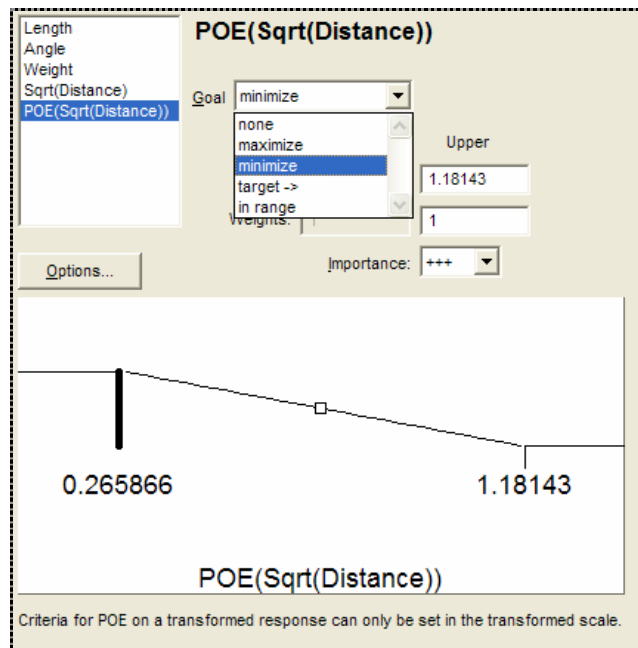 Length
Angle
Weight
Sqrt(Distance)
POE(Sqrt(Distance))
POE(Sqrt(Distance))
Goal minimize
none
maximize
minimize
target ->
in range
Upper
1.18143
Weights: 1
1
Options...
Importance: +++
0.265866 1.18143
POE(Sqrt(Distance))
Criteria for POE on a transformed response can only be set in the transformed scale.